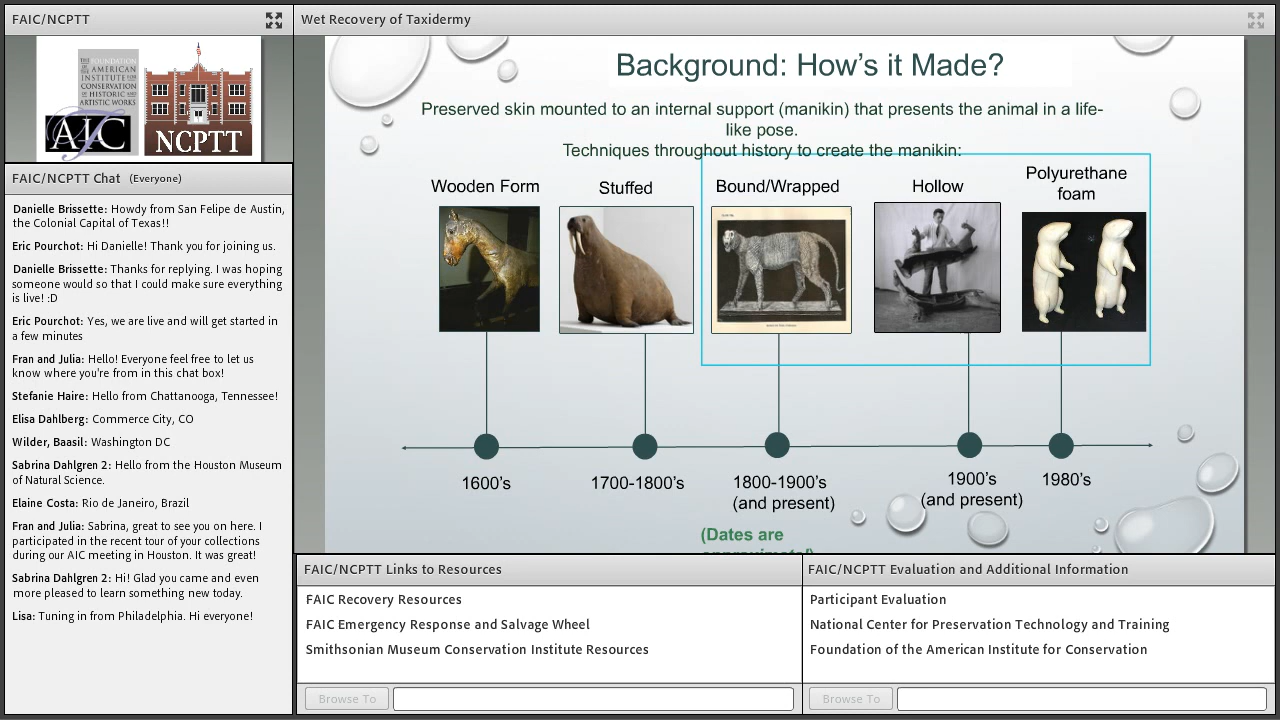 FAIC/NCPTT
THE FOUNDATION
OF THE AMERICAN
INSTITUTE FOR
CONSERVATION
OF HISTORIC AND
ARTISTIC WORKS
AIC
NCPTT
FAIC/NCPTT Chat (Everyone)
Danielle Brissette: Howdy from San Felipe de Austin,
the Colonial Capital of Texas!!
Eric Pourchot: Hi Danielle! Thank you for joining us.
Danielle Brissette: Thanks for replying. I was hoping
someone would so that I could make sure everything
is live! :D
Eric Pourchot: Yes, we are live and will get started in
a few minutes
Fran and Julia: Hello! Everyone feel free to let us
know where you're from in this chat box!
Stefanie Haire: Hello from Chattanooga, Tennessee!
Elisa Dahlberg: Commerce City, CO
Wilder, Baasil: Washington DC
Sabrina Dahlgren 2: Hello from the Houston Museum
of Natural Science.
Elaine Costa: Rio de Janeiro, Brazil
Fran and Julia: Sabrina, great to see you on here. I
participated in the recent tour of your collections
during our AIC meeting in Houston. It was great!
Sabrina Dahlgren 2: Hi! Glad you came and even
more pleased to learn something new today.
Lisa: Tuning in from Philadelphia. Hi everyone!
Wet Recovery of Taxidermy
Background: How's it Made?
Preserved skin mounted to an internal support (manikin) that presents the animal in a life-
like pose.
Techniques throughout history to create the manikin:
Wooden Form
Stuffed
Bound/Wrapped
Hollow
Polyurethane
foam
1600's
1700-1800's
1800-1900's
(and present)
1900's
(and present)
1980's
(Dates are
approximate!)
FAIC/NCPTT Links to Resources
FAIC Recovery Resources
FAIC Emergency Response and Salvage Wheel
Smithsonian Museum Conservation Institute Resources
Browse To
FAIC/NCPTT Evaluation and Additional Information
Participant Evaluation
National Center for Preservation Technology and Training
Foundation of the American Institute for Conservation
Browse To